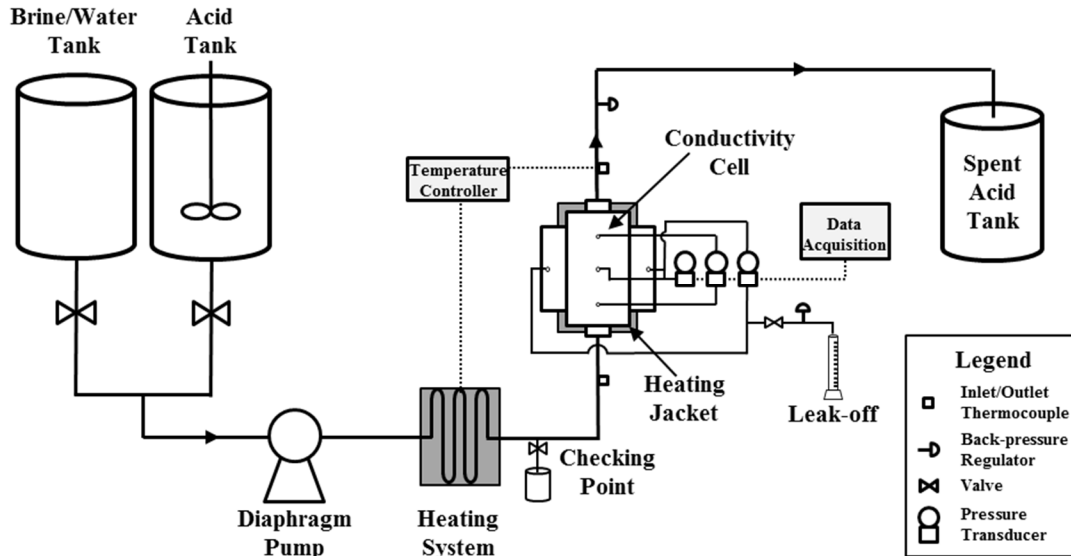 Brine/Water
Tank
Acid
Tank
Temperature
Controller
Conductivity
Cell
Data
Acquisition
Spent
Acid
Tank
Heating
Jacket
Leak-off
Checking
Point
Diaphragm
Pump
Heating
System
Legend
Inlet/Outlet
Thermocouple
Back-pressure
Regulator
Valve
Pressure
Transducer